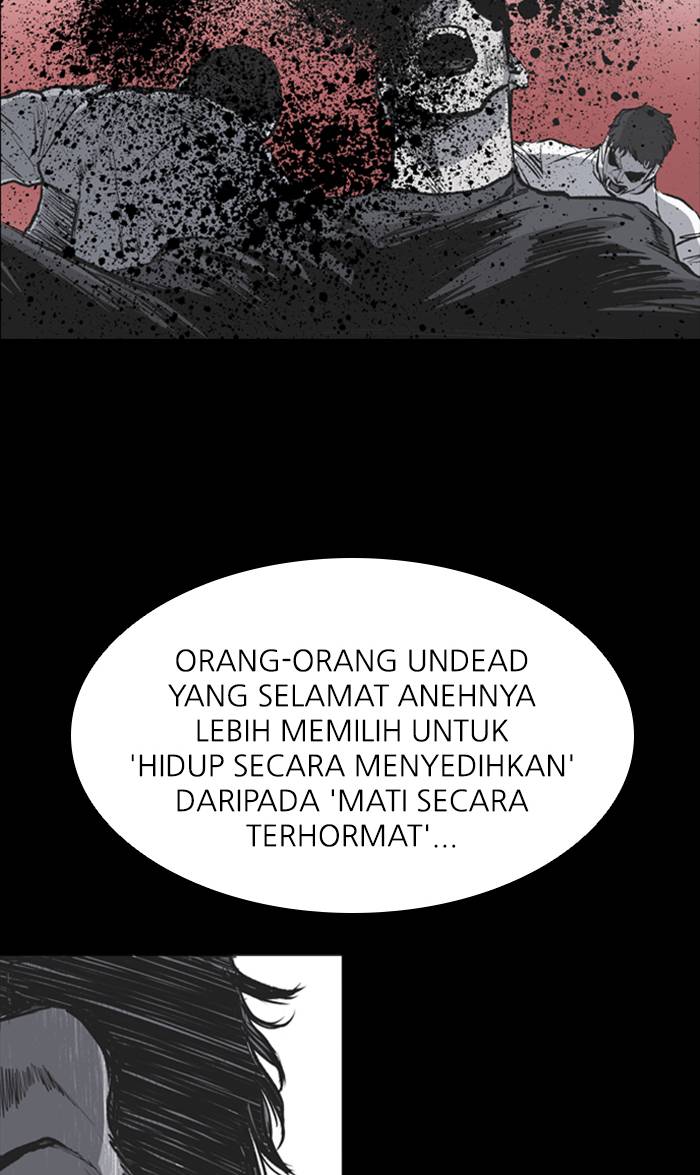 ORANG-ORANG UNDEAD
YANG SELAMAT ANEHNYA
LEBIH MEMILIH UNTUK
'HIDUP SECARA MENYEDIHKAN'
DARIPADA 'MATI SECARA
TERHORMAT'...